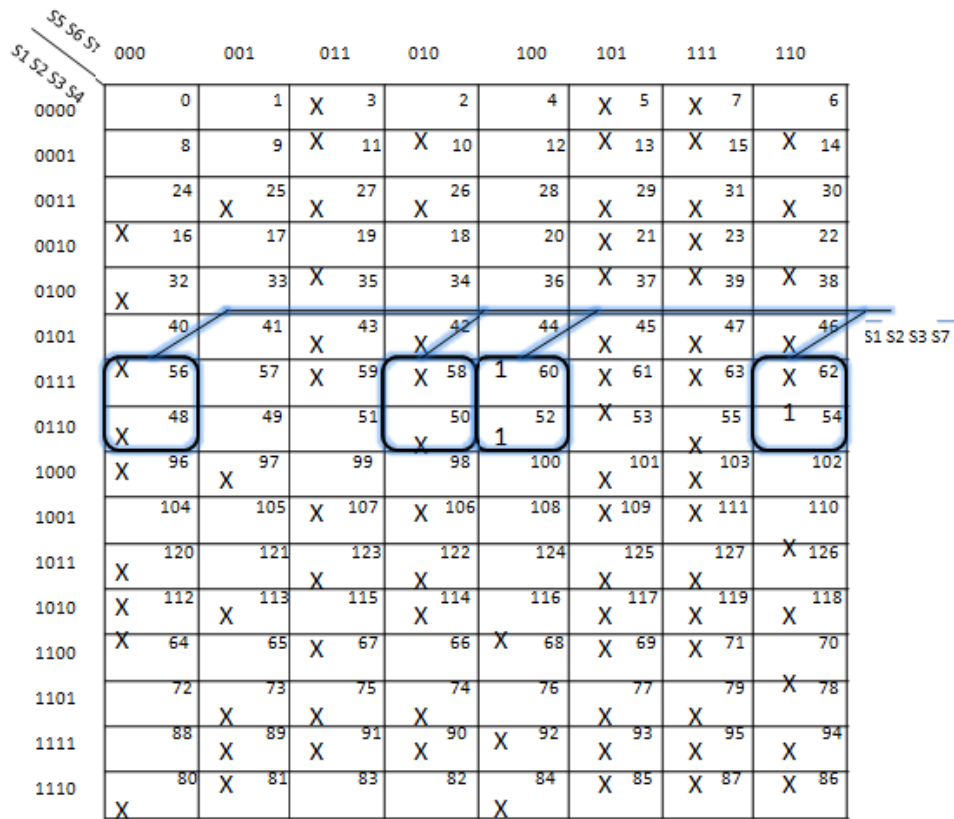 S5 S6 S7
S1 S2 S3 S4
000 001 011 010 100 101 111 110
0000 0 1 X 3 2 4 X 5 X 7 6
0001 8 9 X 11 X 10 12 X 13 X 15 X 14
0011 24 X 25 X 27 X 26 28 X 29 X 31 X 30
0010 X 16 17 19 18 20 X 21 X 23 22
0100 X 32 33 X 35 34 36 X 37 X 39 X 38
0101 40 41 X 43 X 42 44 X 45 X 47 X 46
S1 S2 S3 S7
0111 X 56 57 X 59 X 58 1 60 X 61 X 63 X 62
0110 X 48 49 51 X 50 1 52 X 53 X 55 1 54
1000 X 96 X 97 99 98 100 X 101 X 103 102
1001 104 105 X 107 X 106 108 X 109 X 111 110
1011 X 120 121 X 123 X 122 124 X 125 X 127 X 126
1010 X 112 X 113 115 X 114 116 X 117 X 119 X 118
1100 X 64 65 X 67 66 X 68 X 69 X 71 70
1101 72 X 73 X 75 X 74 76 X 77 X 79 X 78
1111 88 X 89 X 91 X 90 X 92 X 93 X 95 X 94
1110 X 80 X 81 83 82 X 84 X 85 X 87 X 86